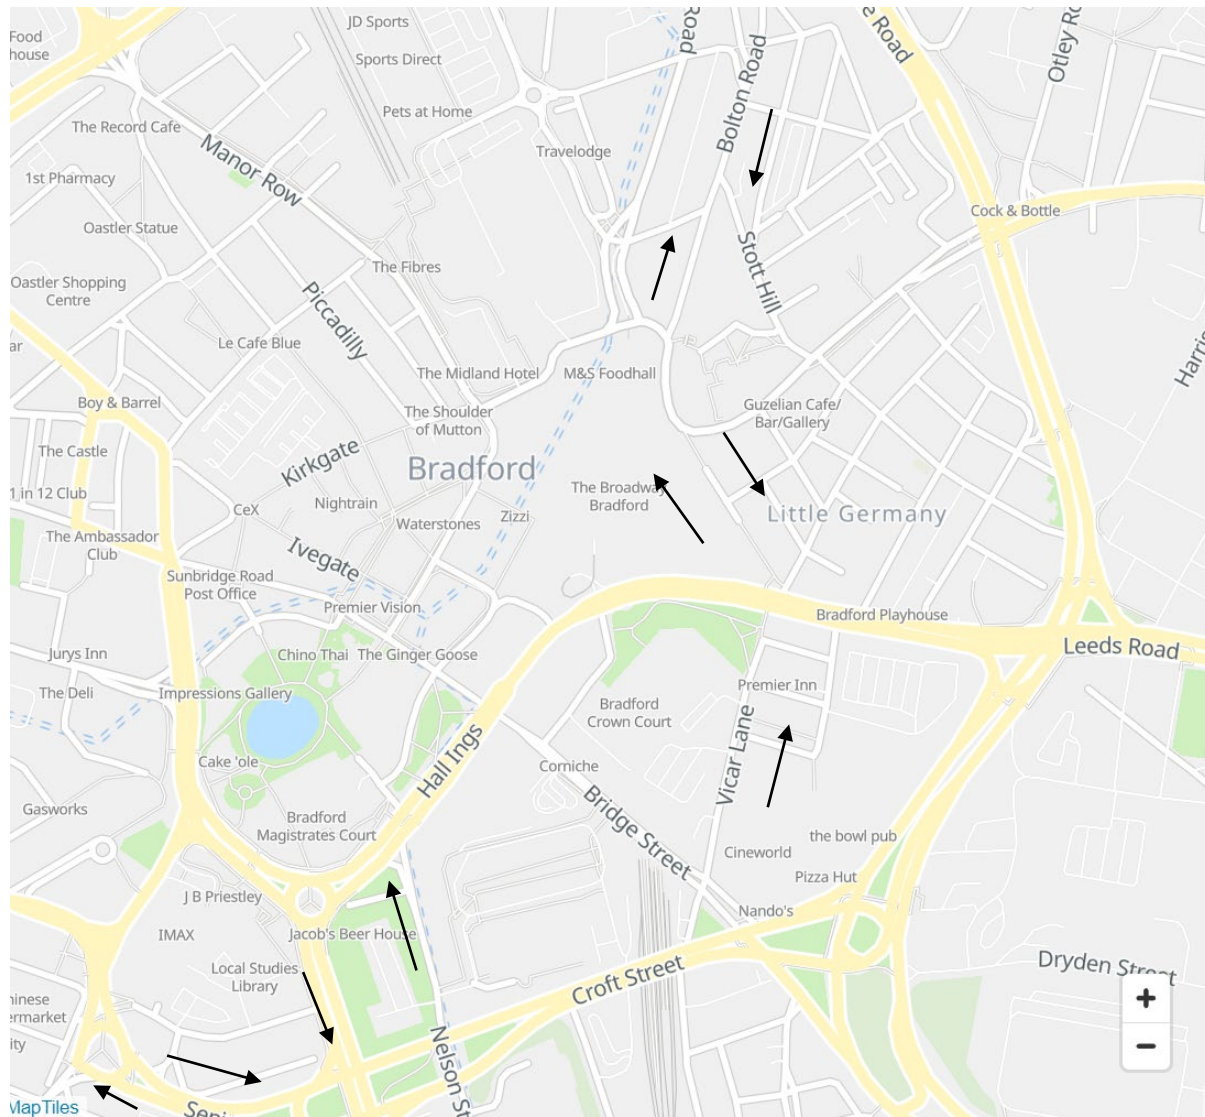 JD Sports
Food
house
Sports Direct
Road
e Road
Bolton Road
Otley Ro
Pets at Home
The Record Cafe
Manor Row
Travelodge
1st Pharmacy
Cock & Bottle
Oastler Statue
Stott Hill
The Fibres
Oastler Shopping
Centre
Piccadilly
Harris
Le Cafe Blue
ar
The Midland Hotel
M&S Foodhall
Boy & Barrel
The Shoulder
of Mutton
Guzelian Cafe/
Bar/Gallery
The Castle
Kirkgate
Bradford
1 in 12 Club
Nightrain
The Broadway
Bradford
CeX
Waterstones
Zizzi
Little Germany
The Ambassador
Club
Ivegate
Sunbridge Road
Post Office
Premier Vision
Bradford Playhouse
Leeds Road
Jurys Inn
Chino Thai
The Ginger Goose
The Deli
Impressions Gallery
Premier Inn
Bradford
Crown Court
Vicar Lane
Hall Ings
Cake 'ole
Corniche
Gasworks
Bradford
Magistrates Court
Bridge Street
the bowl pub
Cineworld
Pizza Hut
J B Priestley
Nando's
IMAX
Jacob's Beer House
Local Studies
Library
Croft Street
Dryden Street
hinese
ermarket
+
ity
Nelson St
−
MapTiles
Seni